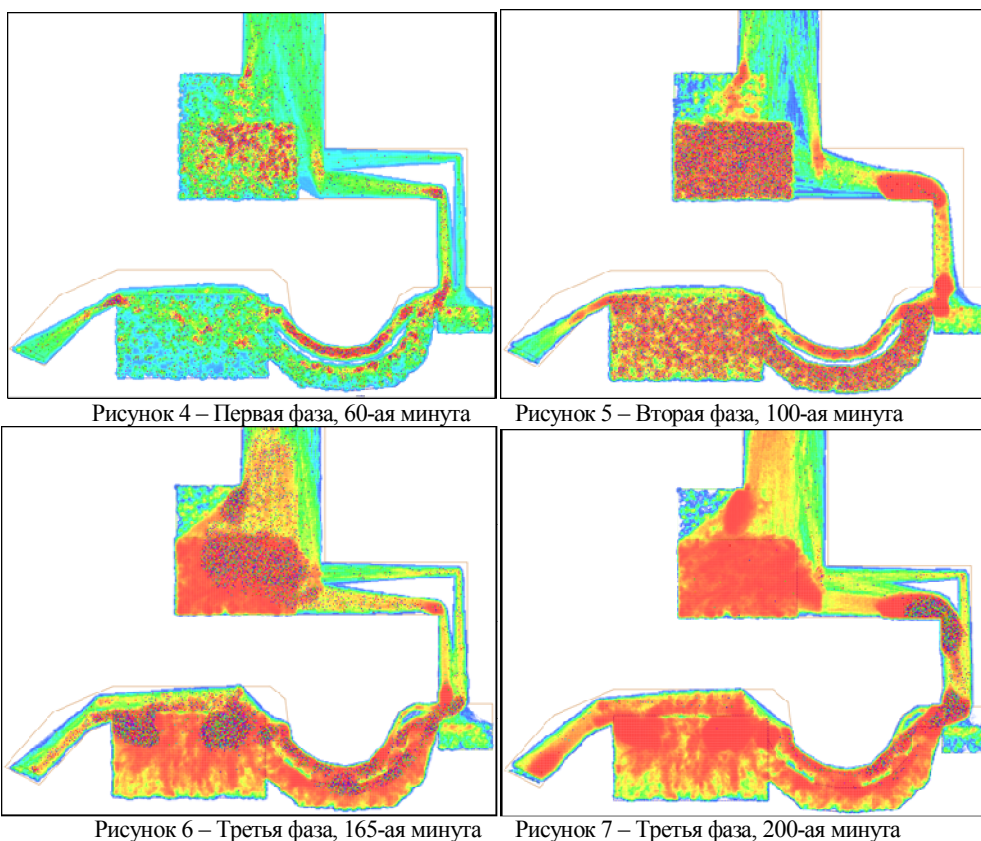 Рисунок 4 – Первая фаза, 60-ая минута
Рисунок 5 – Вторая фаза, 100-ая минута
Рисунок 6 – Третья фаза, 165-ая минута
Рисунок 7 – Третья фаза, 200-ая минута